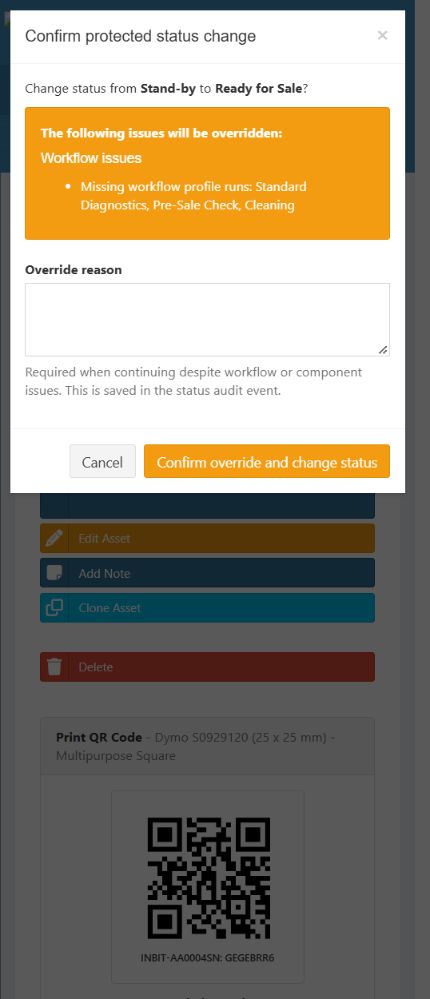 Confirm protected status change
×
Change status from Stand-by to Ready for Sale?
The following issues will be overridden:
Workflow issues
• Missing workflow profile runs: Standard
Diagnostics, Pre-Sale Check, Cleaning
Override reason
Required when continuing despite workflow or component
issues. This is saved in the status audit event.
Cancel
Confirm override and change status
Edit Asset
Add Note
Clone Asset
Delete
Print QR Code - Dymo S0929120 (25 x 25 mm) -
Multipurpose Square
INBIT-AA0004SN: GEGEBRR6